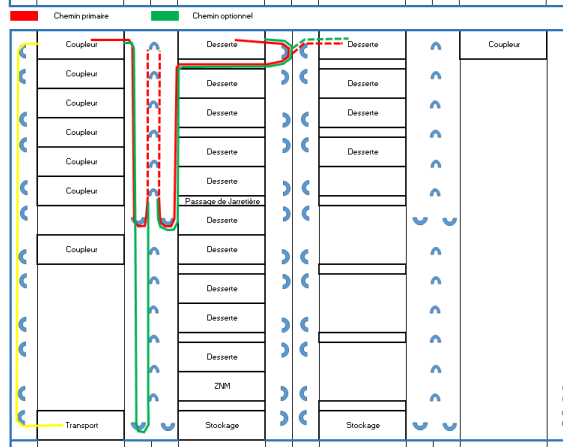 Chemin primaire Chemin optionnel
Coupleur Desserte Desserte Coupleur
Coupleur
Desserte Desserte
Coupleur
Desserte Desserte
Coupleur
Desserte Desserte
Coupleur
Desserte
Coupleur
Passage de Jarretière
Desserte
Coupleur Desserte
Desserte
Desserte
Desserte
ZNM
Transport Stockage Stockage